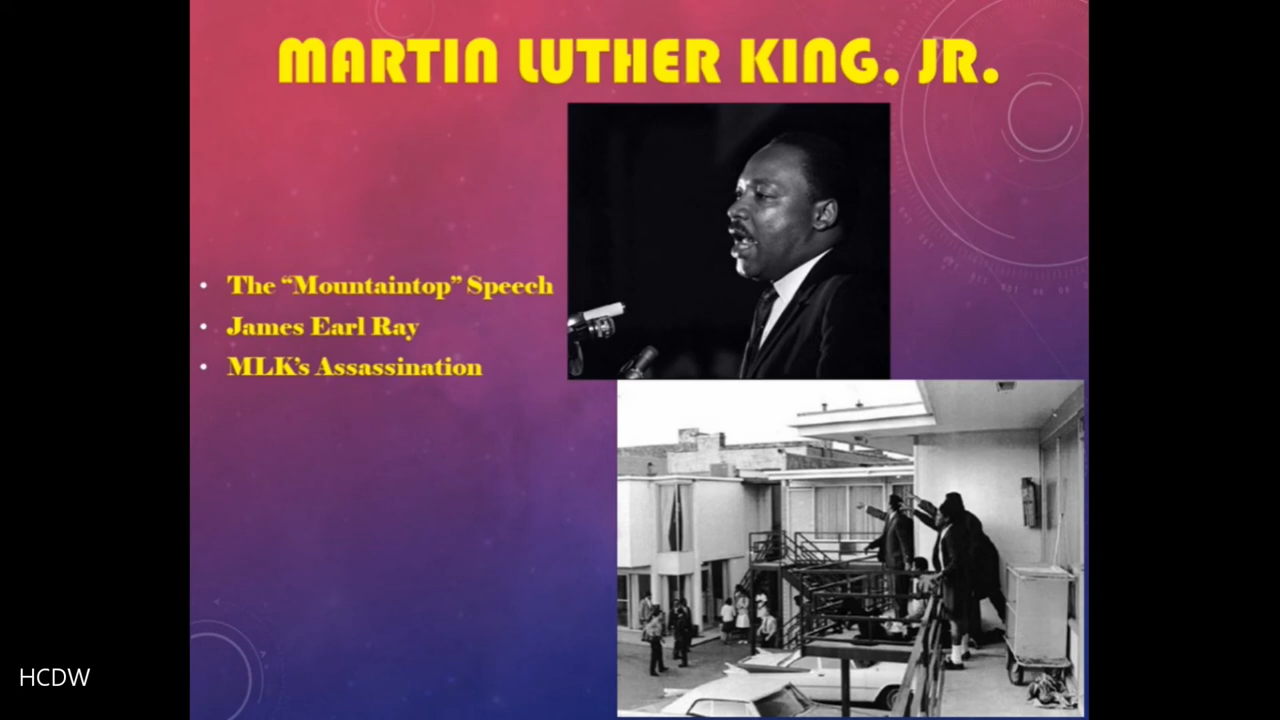 MARTIN LUTHER KING, JR.
• The “Mountaintop” Speech
• James Earl Ray
• MLK’s Assassination
HCDW